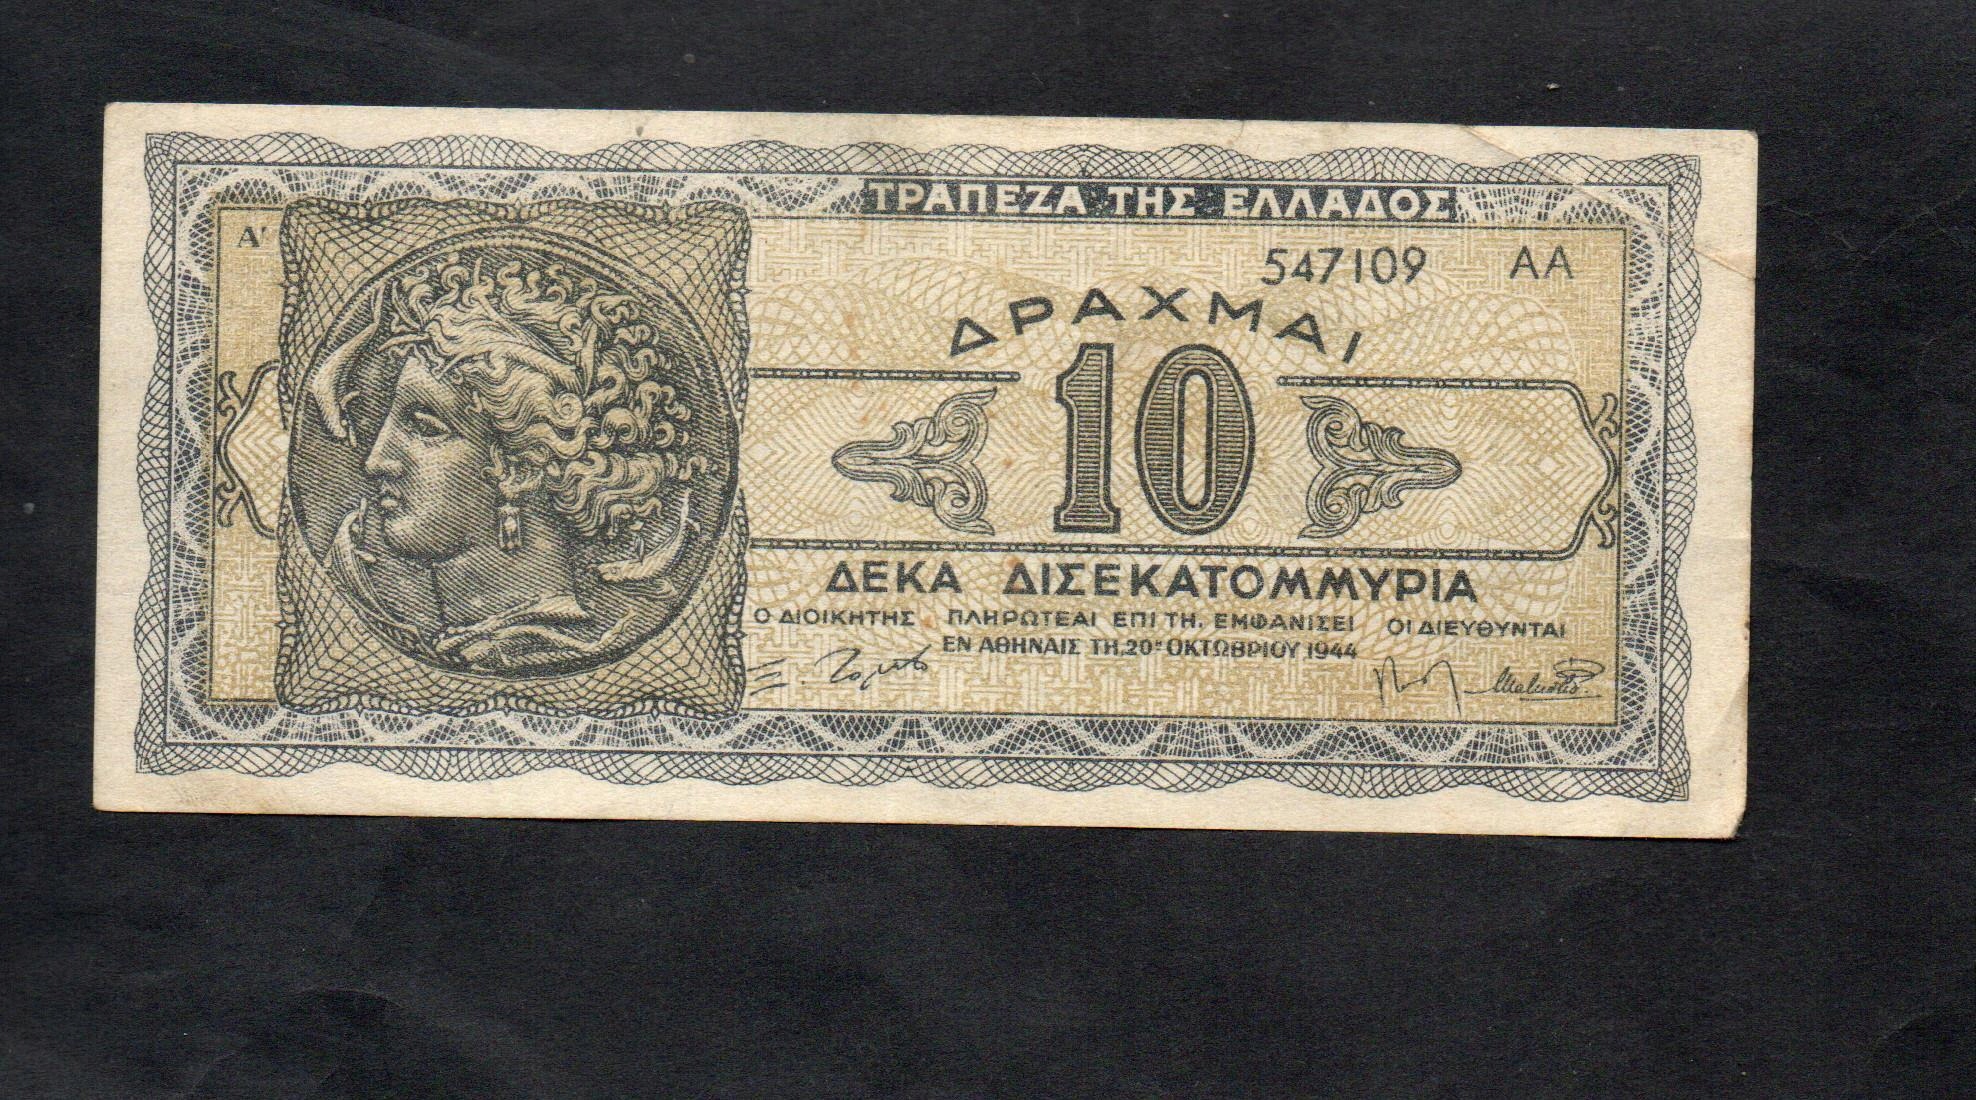 ΤΡΑΠΕΖΑ ΤΗΣ ΕΛΛΑΔΟΣ
Α'
547109 ΑΑ
ΔΡΑΧΜΑΙ
10
ΔΕΚΑ ΔΙΣΕΚΑΤΟΜΜΥΡΙΑ
Ο ΔΙΟΙΚΗΤΗΣ ΠΛΗΡΩΤΕΑΙ ΕΠΙ ΤΗ, ΕΜΦΑΝΙΣΕΙ ΟΙ ΔΙΕΥΘΥΝΤΑΙ
ΕΝ ΑΘΗΝΑΙΣ ΤΗ, 20ῌ ΟΚΤΩΒΡΙΟΥ, 1944